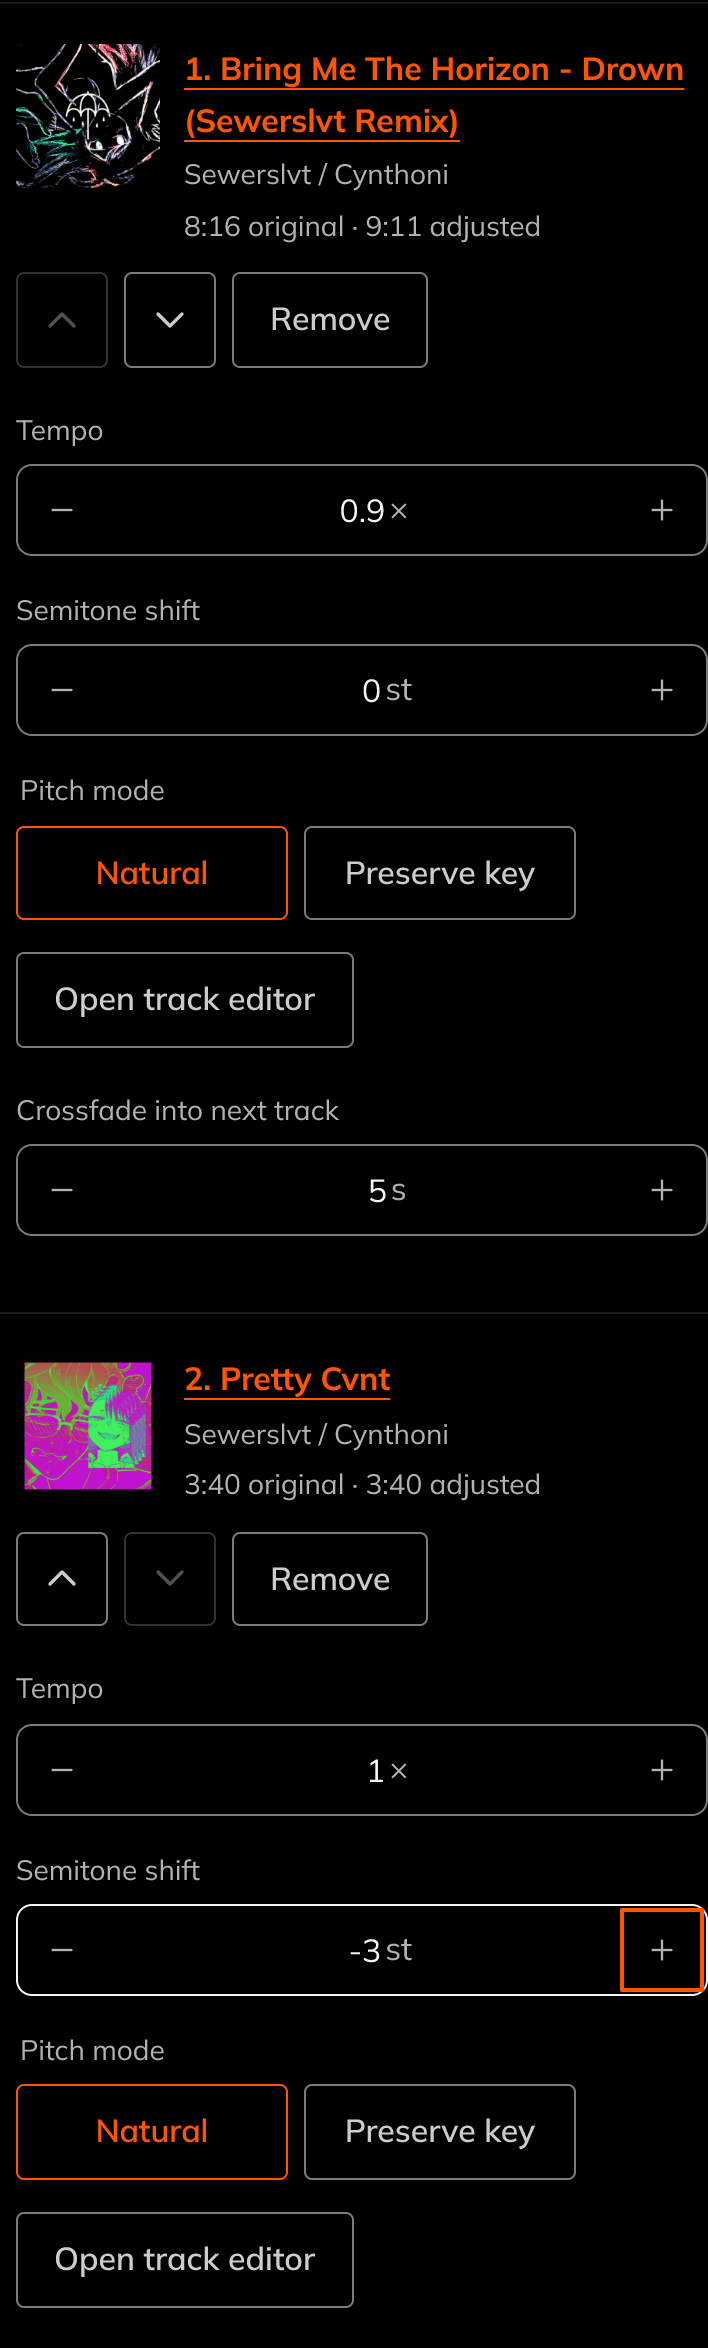 1. Bring Me The Horizon - Drown
(Sewerslvt Remix)
Sewerslvt / Cynthoni
8:16 original · 9:11 adjusted
Remove
Tempo
− 0.9× +
Semitone shift
− 0 st +
Pitch mode
Natural Preserve key
Open track editor
Crossfade into next track
− 5 s +
2. Pretty Cvnt
Sewerslvt / Cynthoni
3:40 original · 3:40 adjusted
Remove
Tempo
− 1× +
Semitone shift
− -3 st +
Pitch mode
Natural Preserve key
Open track editor